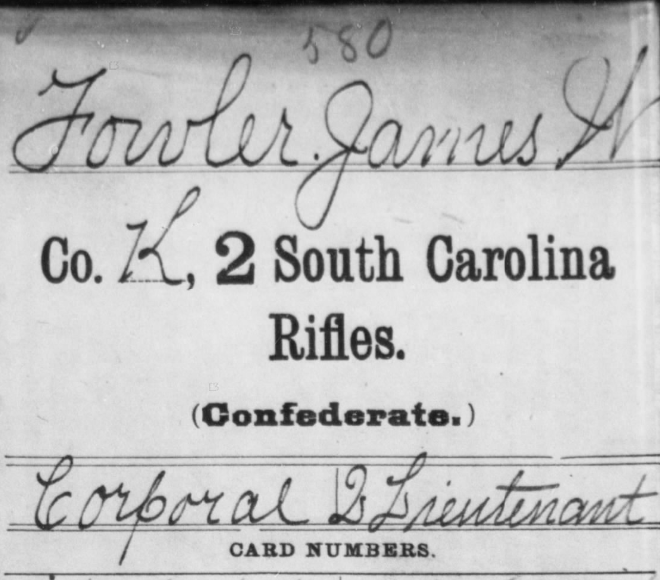 580
Fowler. James W
Co. K, 2 South Carolina
Rifles.
(Confederate.)
Corporal | 2 Lieutenant
CARD NUMBERS.